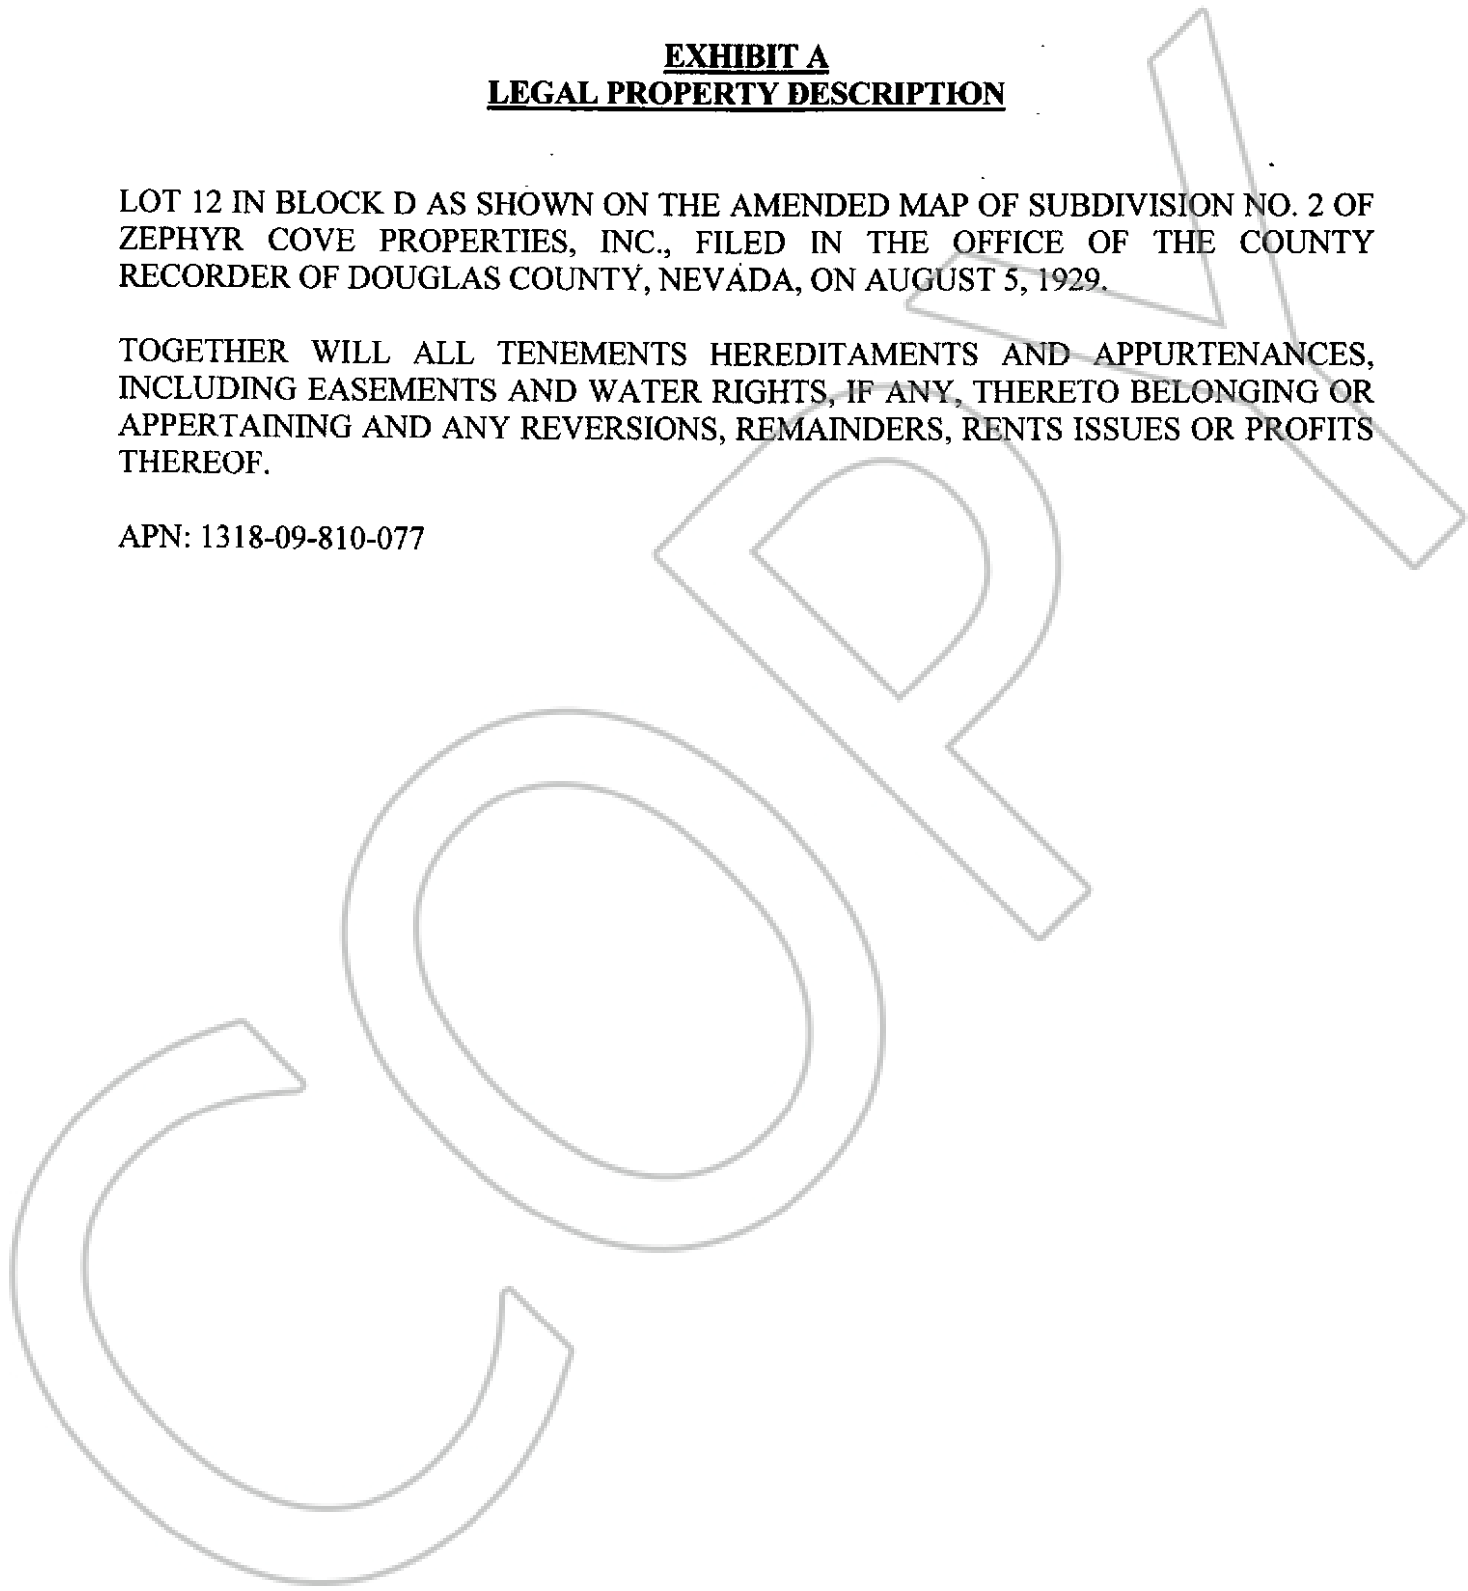 EXHIBIT A
LEGAL PROPERTY DESCRIPTION
LOT 12 IN BLOCK D AS SHOWN ON THE AMENDED MAP OF SUBDIVISION NO. 2 OF
ZEPHYR COVE PROPERTIES, INC., FILED IN THE OFFICE OF THE COUNTY
RECORDER OF DOUGLAS COUNTY, NEVADA, ON AUGUST 5, 1929.
TOGETHER WILL ALL TENEMENTS HEREDITAMENTS AND APPURTENANCES,
INCLUDING EASEMENTS AND WATER RIGHTS, IF ANY, THERETO BELONGING OR
APPERTAINING AND ANY REVERSIONS, REMAINDERS, RENTS ISSUES OR PROFITS
THEREOF.
APN: 1318-09-810-077
COPY